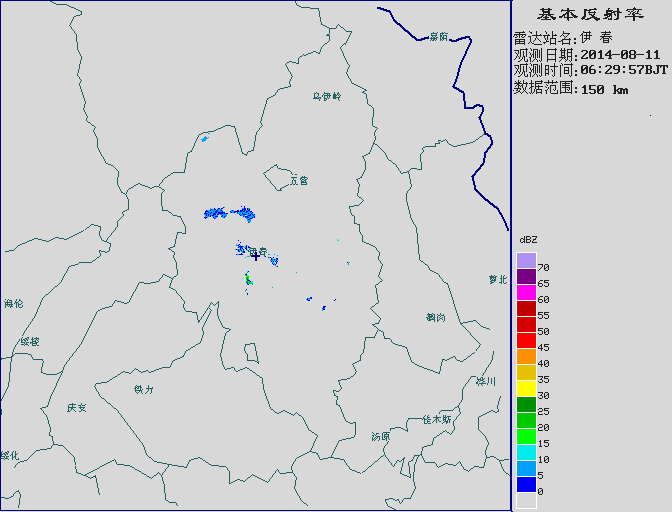 基本反射率
雷达站名:伊 春
观测日期:2014-08-11
观测时间:06:29:57BJT
数据范围:150 km
嘉荫
乌伊岭
五营
伊春
萝北
海伦
鹤岗
绥棱
铁力
桦川
庆安
佳木斯
汤原
绥化
dBZ
70
65
60
55
50
45
40
35
30
25
20
15
10
5
0